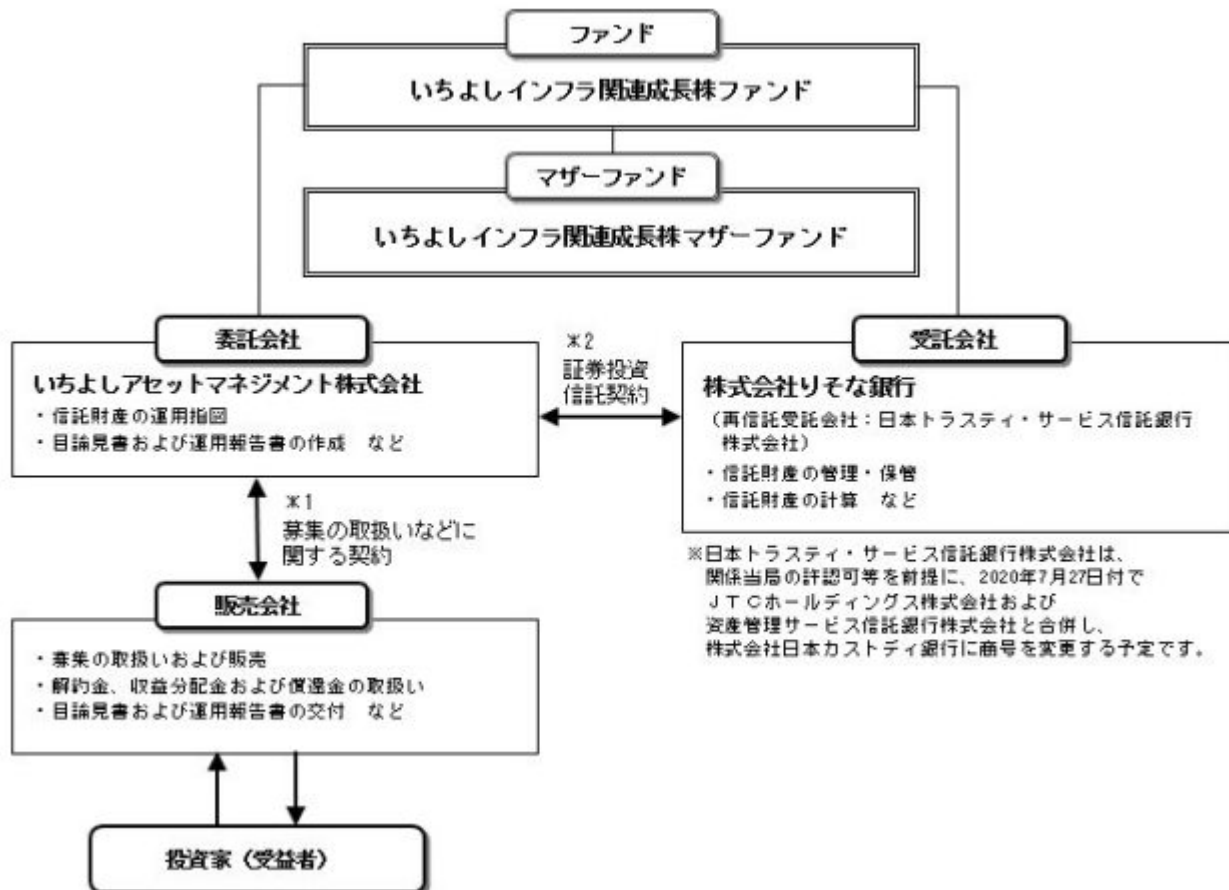 ファンド
いちよしインフラ関連成長株ファンド
マザーファンド
いちよしインフラ関連成長株マザーファンド
委託会社
いちよしアセットマネジメント株式会社
・信託財産の運用指図
・目論見書および運用報告書の作成　など
＊2
証券投資
信託契約
受託会社
株式会社りそな銀行
（再信託受託会社：日本トラスティ・サービス信託銀行
株式会社）
・信託財産の管理・保管
・信託財産の計算　など
＊1
募集の取扱いなどに
関する契約
※日本トラスティ・サービス信託銀行株式会社は、
関係当局の許認可等を前提に、2020年7月27日付で
ＪＴＣホールディングス株式会社および
資産管理サービス信託銀行株式会社と合併し、
株式会社日本カストディ銀行に商号を変更する予定です。
販売会社
・募集の取扱いおよび販売
・解約金、収益分配金および償還金の取扱い
・目論見書および運用報告書の交付　など
投資家（受益者）